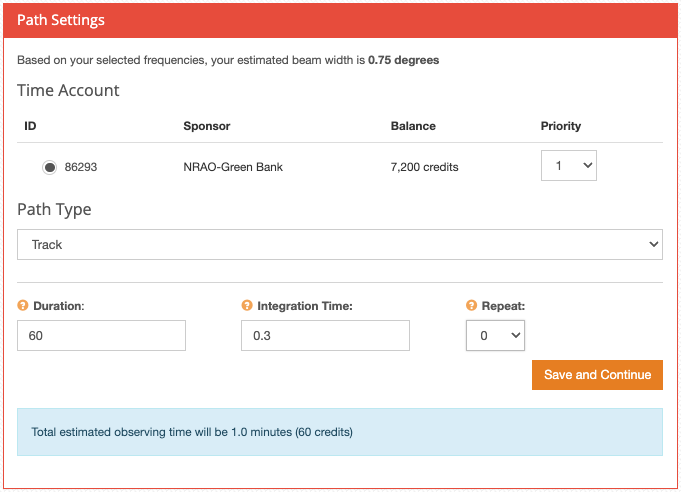 Path Settings
Based on your selected frequencies, your estimated beam width is 0.75 degrees
Time Account
ID Sponsor Balance Priority
86293 NRAO-Green Bank 7,200 credits 1
Path Type
Track
? Duration: ? Integration Time: ? Repeat:
60 0.3 0
Save and Continue
Total estimated observing time will be 1.0 minutes (60 credits)